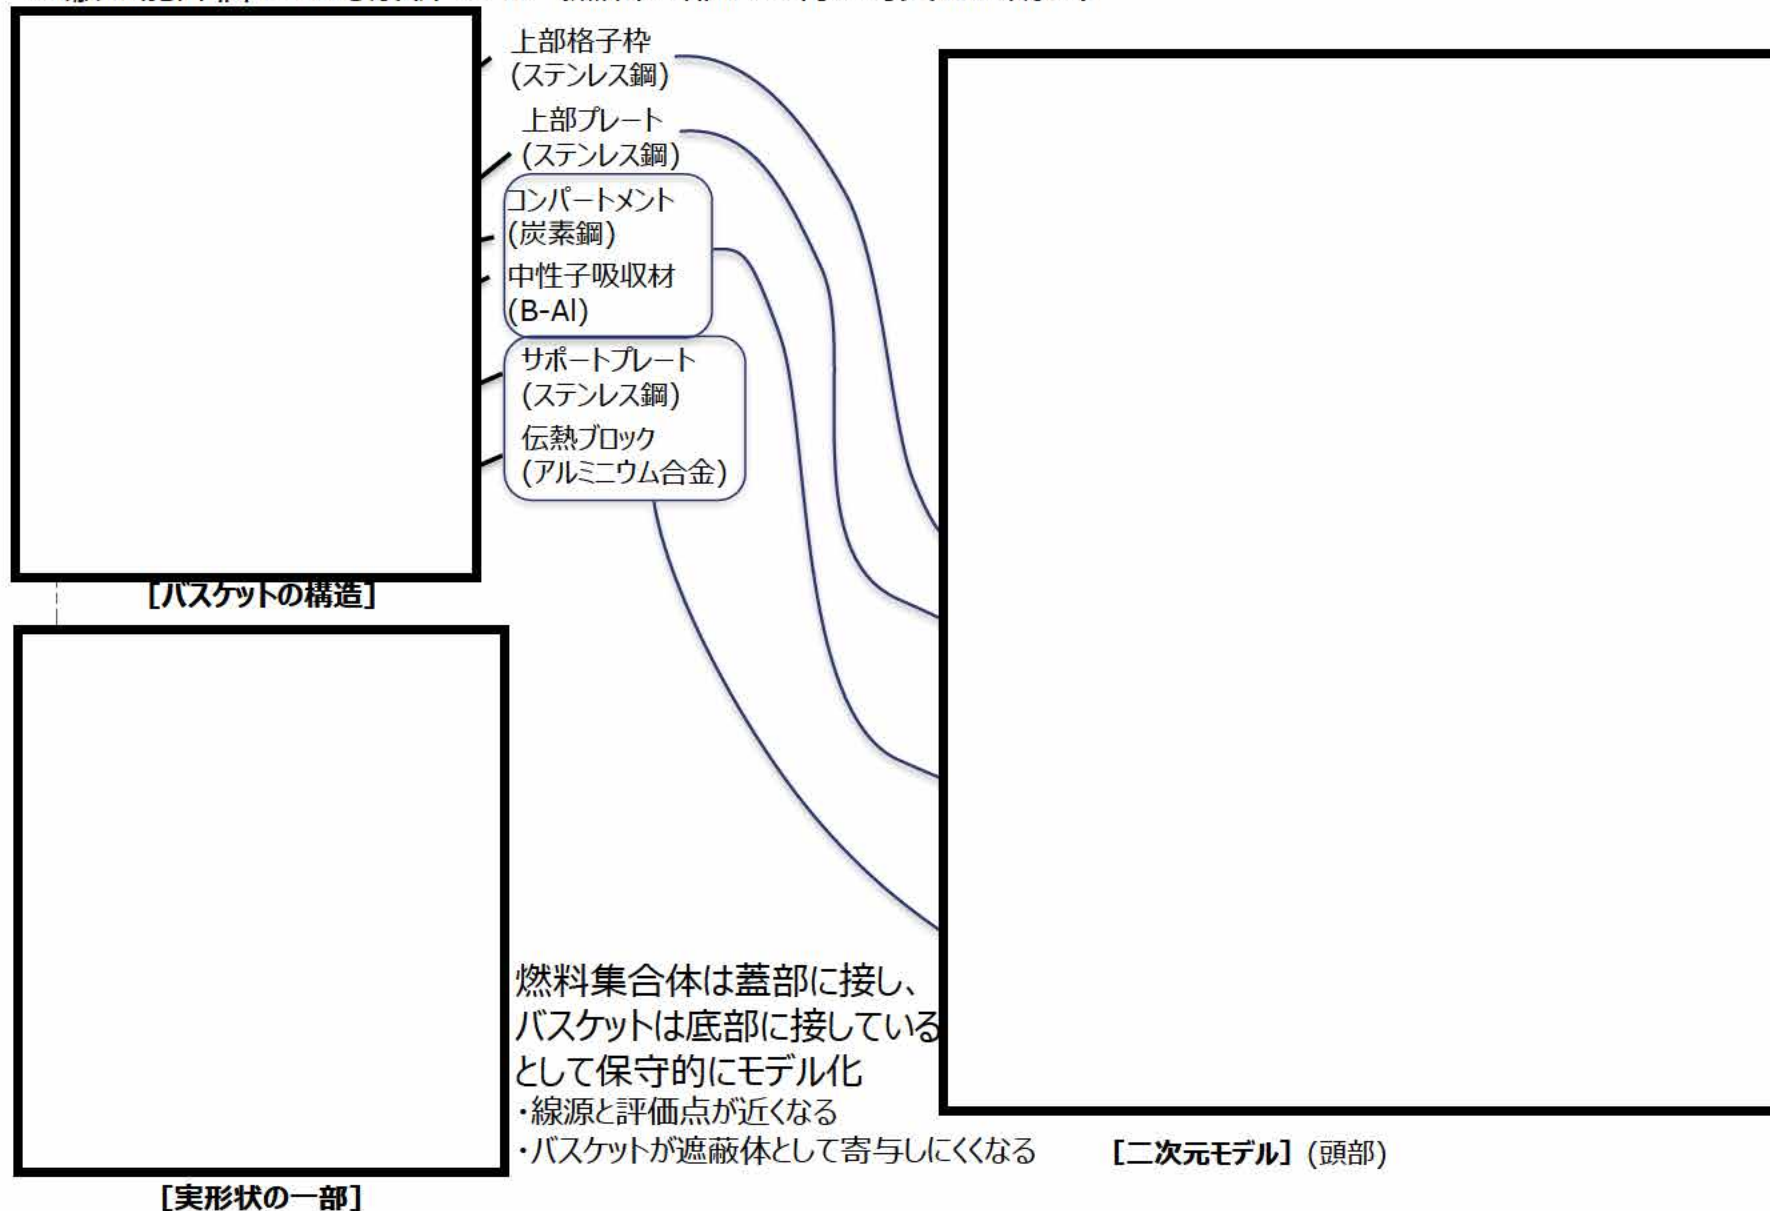 上部格子枠
(ステンレス鋼)
上部プレート
(ステンレス鋼)
コンパートメント
(炭素鋼)
中性子吸収材
(B-Al)
サポートプレート
(ステンレス鋼)
伝熱ブロック
(アルミニウム合金)
[バスケットの構造]
燃料集合体は蓋部に接し、
バスケットは底部に接している
として保守的にモデル化
・線源と評価点が近くなる
・バスケットが遮蔽体として寄与しにくくなる
[二次元モデル] (頭部)
[実形状の一部]